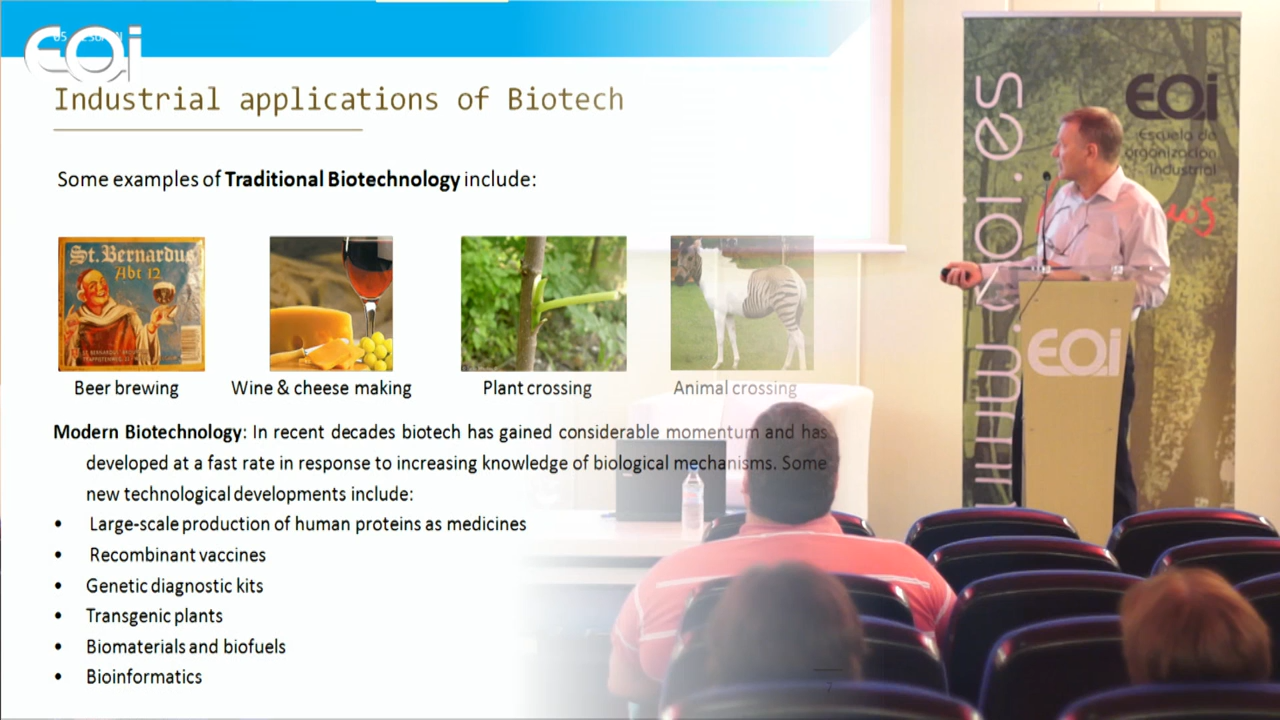 EOi
Industrial applications of Biotech
Some examples of Traditional Biotechnology include:
St.Bernardus
Abt 12
Beer brewing
Wine & cheese making
Plant crossing
Animal crossing
Modern Biotechnology: In recent decades biotech has gained considerable momentum and has
developed at a fast rate in response to increasing knowledge of biological mechanisms. Some
new technological developments include:
• Large-scale production of human proteins as medicines
• Recombinant vaccines
• Genetic diagnostic kits
• Transgenic plants
• Biomaterials and biofuels
• Bioinformatics
7
EOi
Escuela de
organización
industrial
EOi